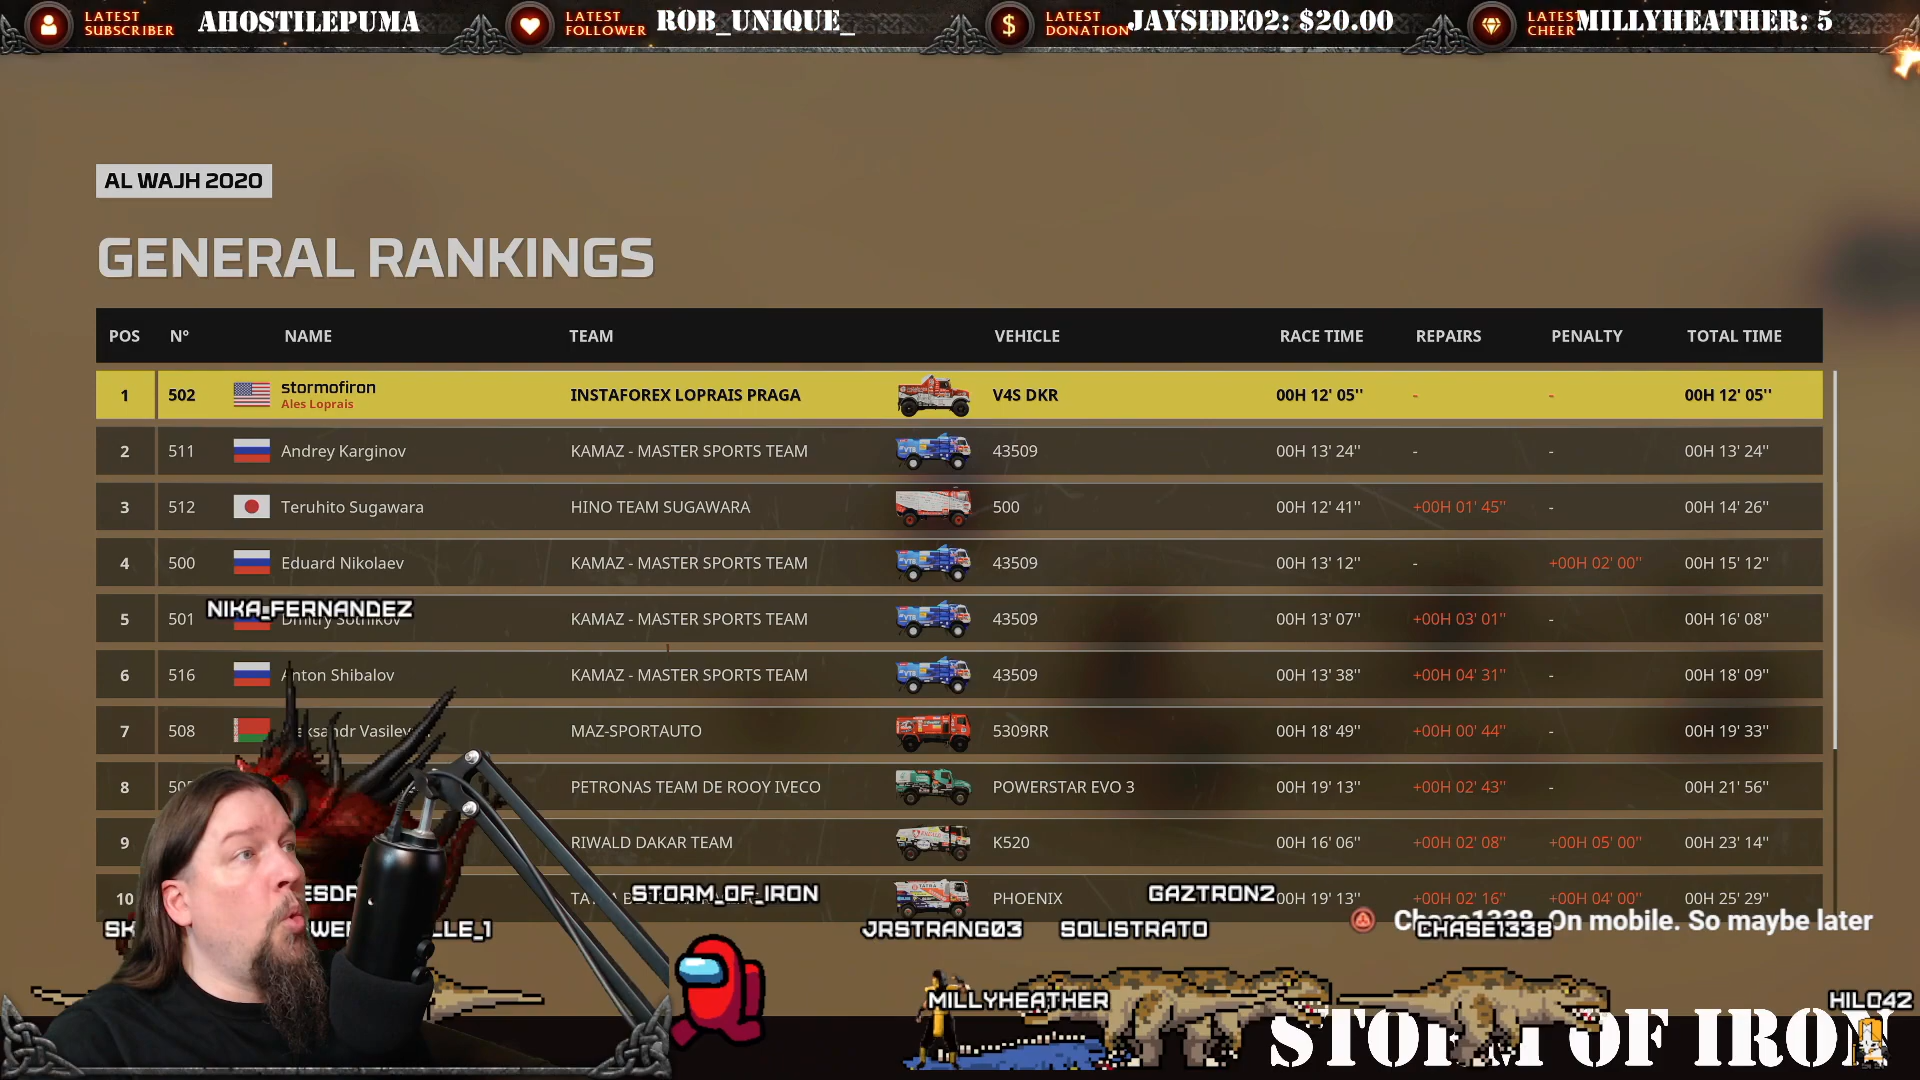 LATEST SUBSCRIBER AHOSTILEPUMA LATEST FOLLOWER ROB_UNIQUE_ LATEST DONATION JAYSIDE02: $20.00 LATEST CHEER MILLYHEATHER: 5
AL WAJH 2020
GENERAL RANKINGS
POS N° NAME TEAM VEHICLE RACE TIME REPAIRS PENALTY TOTAL TIME
1 502 stormofiron INSTAFOREX LOPRAIS PRAGA V4S DKR 00H 12' 05'' - - 00H 12' 05''
Ales Loprais
2 511 Andrey Karginov KAMAZ - MASTER SPORTS TEAM 43509 00H 13' 24'' - - 00H 13' 24''
3 512 Teruhito Sugawara HINO TEAM SUGAWARA 500 00H 12' 41'' +00H 01' 45'' - 00H 14' 26''
4 500 Eduard Nikolaev KAMAZ - MASTER SPORTS TEAM 43509 00H 13' 12'' - +00H 02' 00'' 00H 15' 12''
NIKA_FERNANDEZ
5 501 Dmitry Sotnikov KAMAZ - MASTER SPORTS TEAM 43509 00H 13' 07'' +00H 03' 01'' - 00H 16' 08''
6 516 Anton Shibalov KAMAZ - MASTER SPORTS TEAM 43509 00H 13' 38'' +00H 04' 31'' - 00H 18' 09''
7 508 MAZ-SPORTAUTO 5309RR 00H 18' 49'' +00H 00' 44'' - 00H 19' 33''
8 PETRONAS TEAM DE ROOY IVECO POWERSTAR EVO 3 00H 19' 13'' +00H 02' 43'' - 00H 21' 56''
9 RIWALD DAKAR TEAM K520 00H 16' 06'' +00H 02' 08'' +00H 05' 00'' 00H 23' 14''
10 PHOENIX 00H 19' 13'' +00H 02' 16'' +00H 04' 00'' 00H 25' 29''
STORM_OF_IRON GAZTRON2
JRSTRANG03 SOLISTRATO CHASE1338
Chase1338 On mobile. So maybe later
MILLYHEATHER HILO42
STORM OF IRON